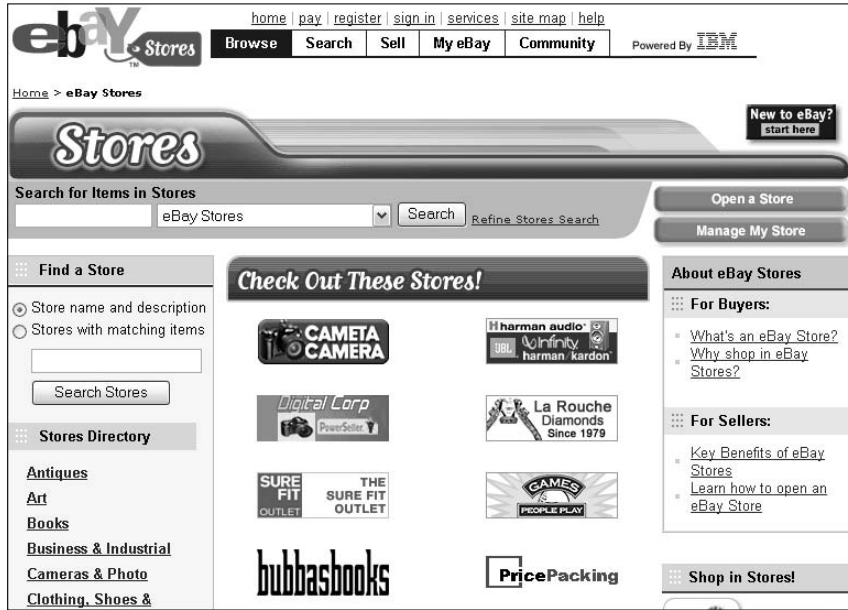 ebaY Stores
TM
home | pay | register | sign in | services | site map | help
Browse Search Sell My eBay Community
Powered By IBM
Home > eBay Stores
New to eBay?
start here
Stores
Search for Items in Stores
eBay Stores
Search
Refine Stores Search
Open a Store
Manage My Store
Find a Store
Store name and description
Stores with matching items
Search Stores
Stores Directory
Antiques
Art
Books
Business & Industrial
Cameras & Photo
Clothing, Shoes &
Check Out These Stores!
CAMETA
CAMERA
H harman audio
JBL Infinity
harman/kardon
Digital Corp
PowerSeller
La Rouche
Diamonds
Since 1979
SURE
FIT
OUTLET
THE
SURE FIT
OUTLET
GAMES
PEOPLE PLAY
bubbasbooks
PricePacking
About eBay Stores
For Buyers:
What's an eBay Store?
Why shop in eBay
Stores?
For Sellers:
Key Benefits of eBay
Stores
Learn how to open an
eBay Store
Shop in Stores!